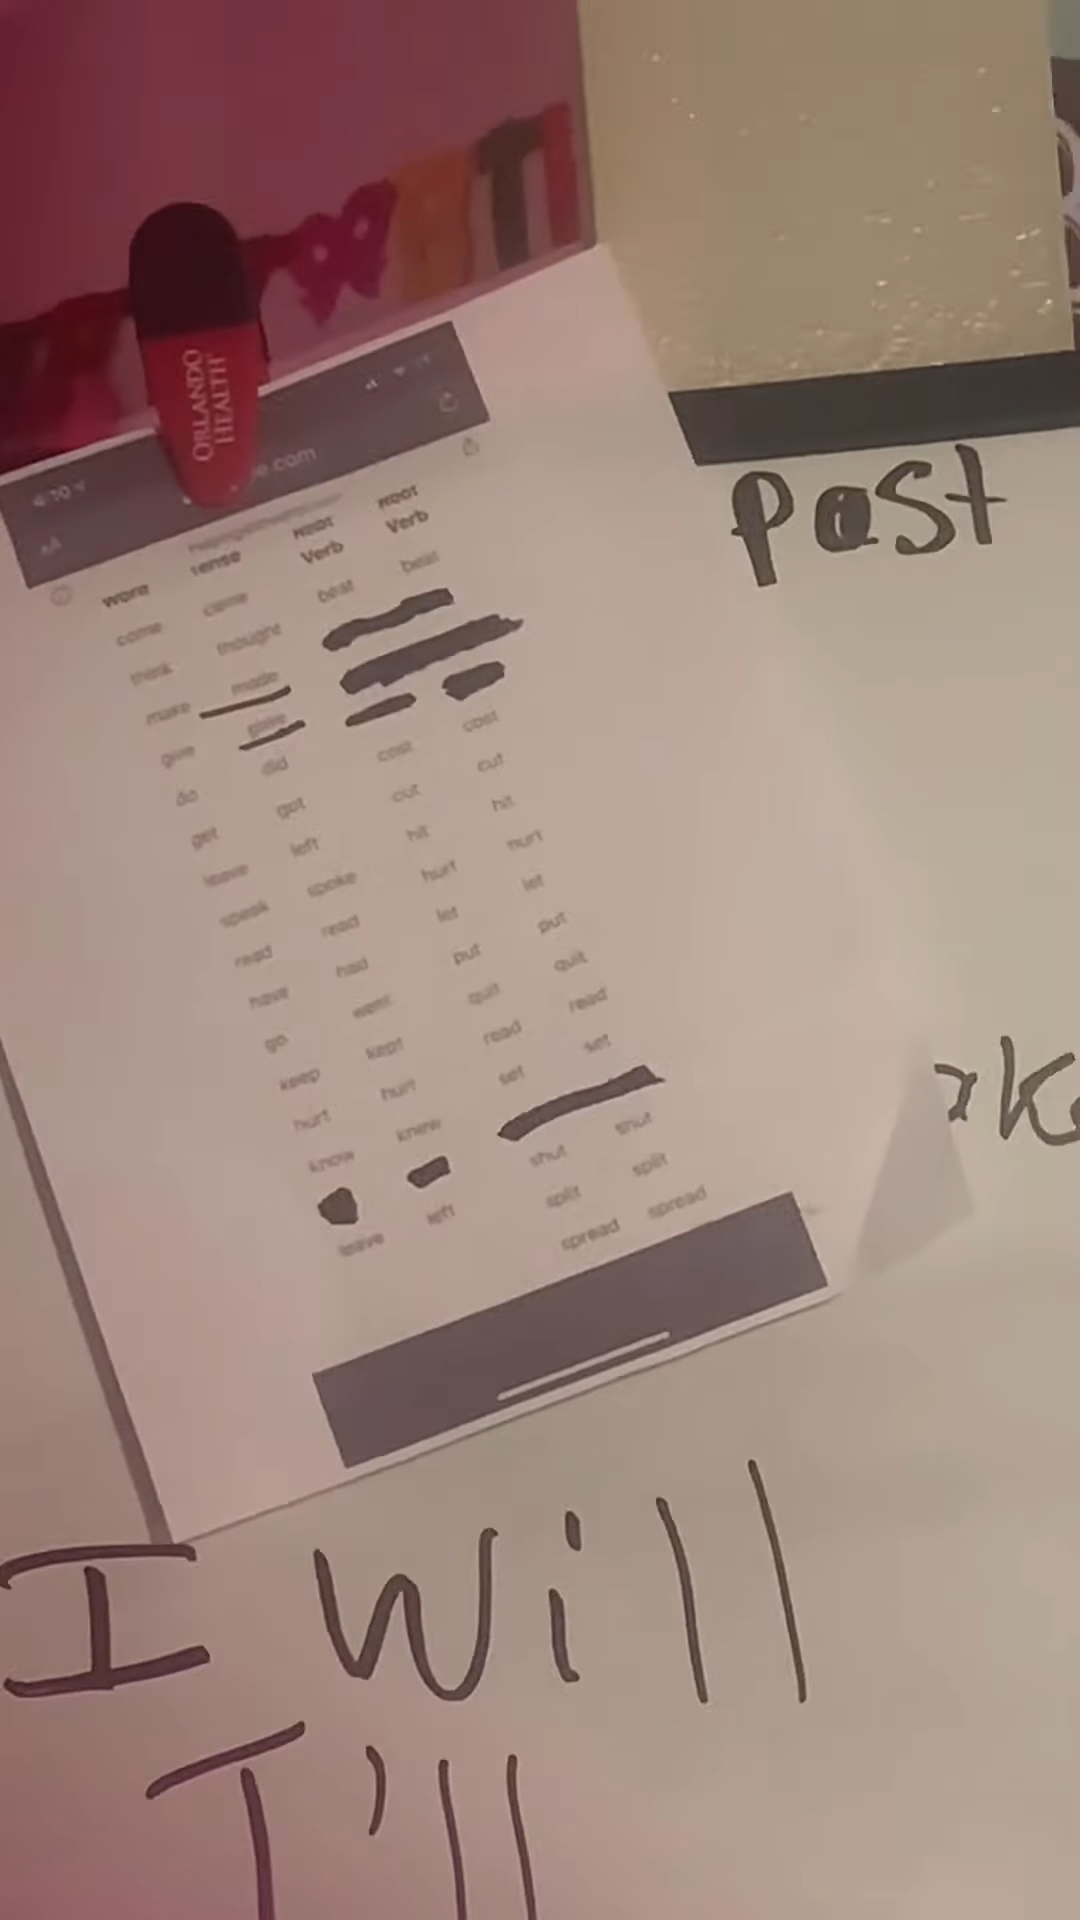 ORLANDO
HEALTH
e.com
AA
Past
Word Tense Root Verb Root Verb
come came beat beat
think thought
make made
give gave
do did cost cost
get got cut cut
leave left hit hit
speak spoke hurt hurt
read read let let
have had put put
go went quit quit
keep kept read read
hurt hurt set set
know knew
shut shut
leave left split split
spread spread
I Will
I'll